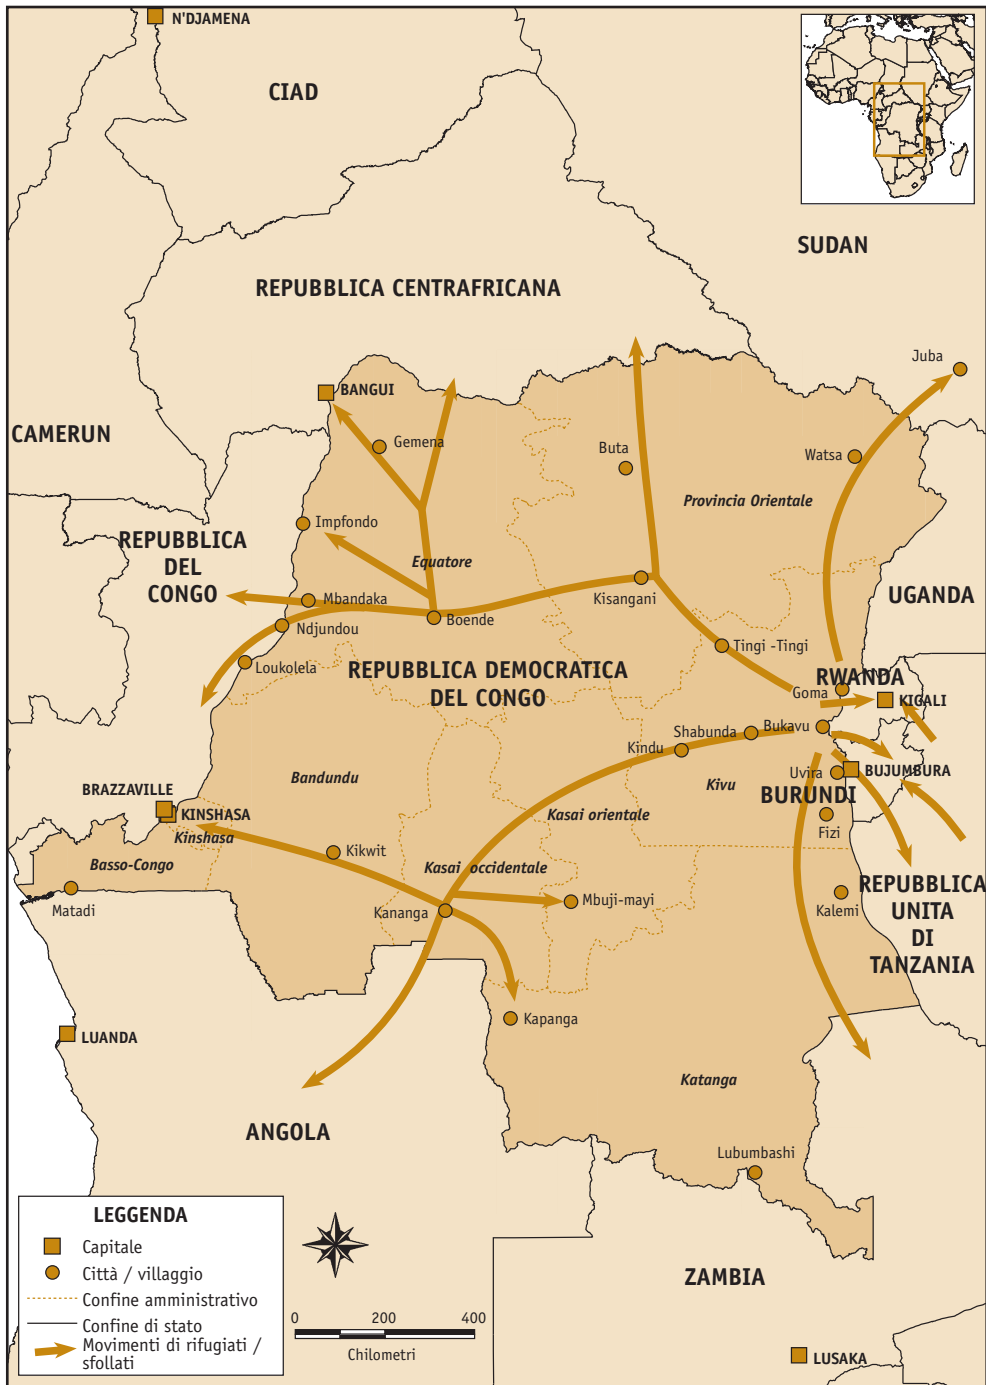 N'DJAMENA
CIAD
SUDAN
REPUBBLICA CENTRAFRICANA
Juba
BANGUI
CAMERUN
Gemena
Buta
Watsa
Provincia Orientale
Impfondo
REPUBBLICA
DEL
CONGO
Equatore
Mbandaka
Kisangani
UGANDA
Boende
Ndjundou
Tingi -Tingi
Loukolela
REPUBBLICA DEMOCRATICA
DEL CONGO
RWANDA
Goma
KIGALI
Shabunda
Bukavu
Kindu
Bandundu
Kivu
Uvira
BUJUMBURA
BRAZZAVILLE
BURUNDI
KINSHASA
Kinshasa
Kasai orientale
Fizi
Basso-Congo
Kikwit
Kasai occidentale
REPUBBLICA
UNITA
DI
TANZANIA
Matadi
Kananga
Mbuji-mayi
Kalemi
Kapanga
LUANDA
Katanga
ANGOLA
Lubumbashi
ZAMBIA
LUSAKA
LEGGENDA
Capitale
Città / villaggio
Confine amministrativo
Confine di stato
Movimenti di rifugiati /
sfollati
0 200 400
Chilometri